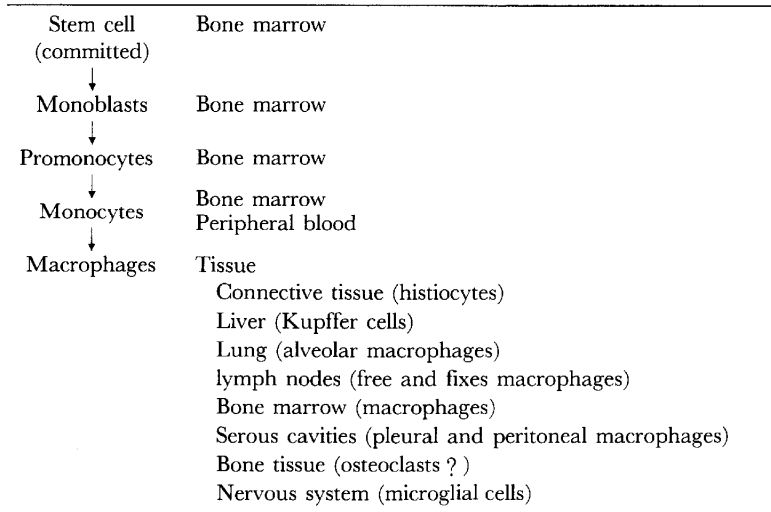 Stem cell Bone marrow
(committed)
Monoblasts Bone marrow
Promonocytes Bone marrow
Monocytes Bone marrow
Peripheral blood
Macrophages Tissue
Connective tissue (histiocytes)
Liver (Kupffer cells)
Lung (alveolar macrophages)
lymph nodes (free and fixes macrophages)
Bone marrow (macrophages)
Serous cavities (pleural and peritoneal macrophages)
Bone tissue (osteoclasts ? )
Nervous system (microglial cells)